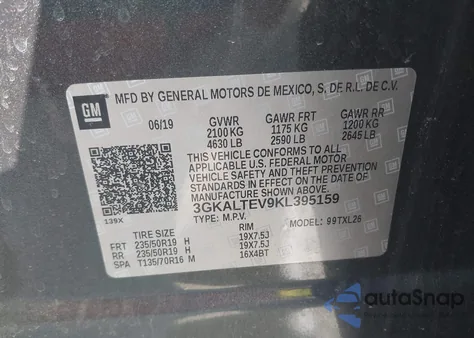 GM
MFD BY GENERAL MOTORS DE MEXICO, S. DE R.L. DE C.V.
06/19 GVWR GAWR FRT GAWR RR
2100 KG 1175 KG 1200 KG
4630 LB 2590 LB 2645 LB
THIS VEHICLE CONFORMS TO ALL
APPLICABLE U.S. FEDERAL MOTOR
VEHICLE SAFETY AND THEFT PREVENTION
STANDARDS IN EFFECT ON THE DATE OF
MANUFACTURE SHOWN ABOVE.
3GKALTEV9KL395159
139X TYPE: M.P.V. MODEL: 99TXL26
TIRE SIZE RIM
FRT 235/50R19 H 19X7.5J
RR 235/50R19 H 19X7.5J
SPA T135/70R16 M 16X4BT
autoSnap